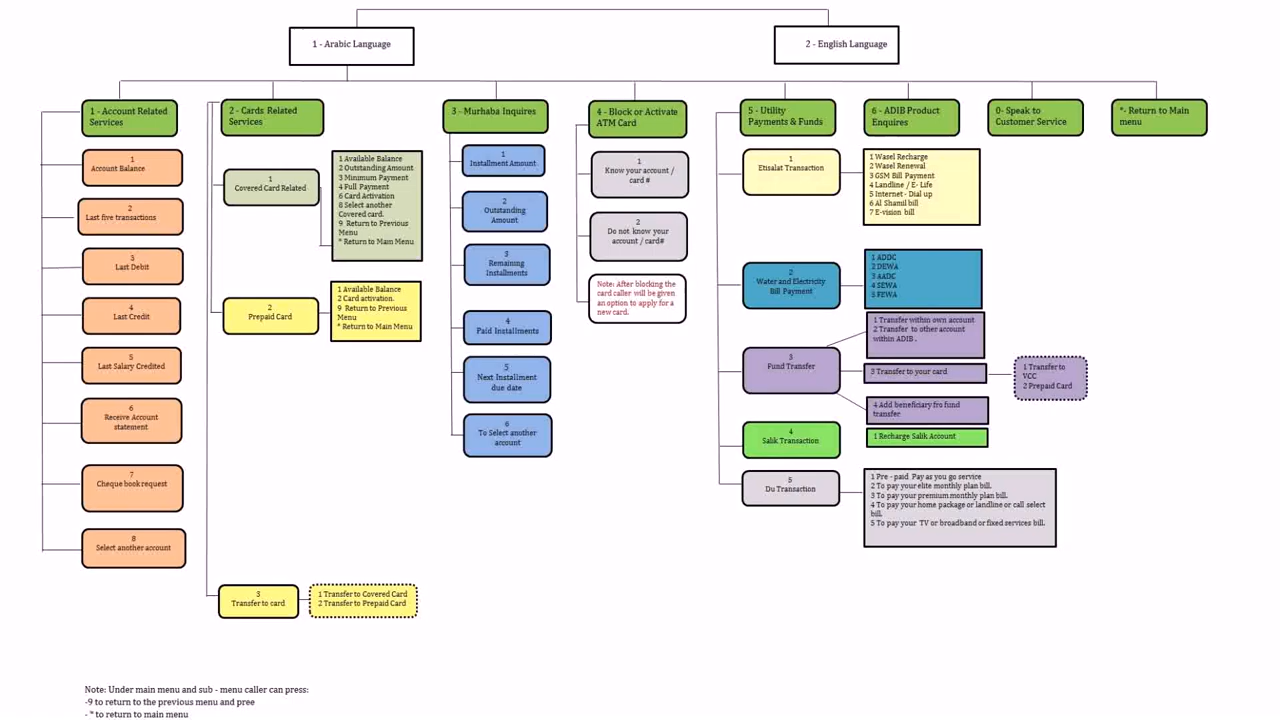 1 - Arabic Language
2 - English Language
1 - Account Related
Services
2 - Cards Related
Services
3 - Murhaba Inquires
4 - Block or Activate
ATM Card
5 - Utility
Payments & Funds
6 - ADIB Product
Enquires
0- Speak to
Customer Service
*- Return to Main
menu
1
Account Balance
2
Last five transactions
3
Last Debit
4
Last Credit
5
Last Salary Credited
6
Receive Account
statement
7
Cheque book request
8
Select another account
1
Covered Card Related
1 Available Balance
2 Outstanding Amount
3 Minimum Payment
4 Full Payment
6 Card Activation
8 Select another
Covered card.
9 Return to Previous
Menu
* Return to Main Menu
2
Prepaid Card
1 Available Balance
2 Card activation.
9 Return to Previous
Menu
* Return to Main Menu
3
Transfer to card
1 Transfer to Covered Card
2 Transfer to Prepaid Card
1
Installment Amount
2
Outstanding
Amount
3
Remaining
Installments
4
Paid Installments
5
Next Installment
due date
6
To Select another
account
1
Know your account /
card #
2
Do not know your
account / card#
Note: After blocking the
card caller will be given
an option to apply for a
new card.
1
Etisalat Transaction
1 Wasel Recharge
2 Wasel Renewal
3 GSM Bill Payment
4 Landline / E- Life
5 Internet - Dial up
6 Al Shamil bill
7 E-vision bill
2
Water and Electricity
Bill Payment
1 ADDC
2 DEWA
3 AADC
4 SEWA
5 FEWA
3
Fund Transfer
1 Transfer within own account
2 Transfer to other account
within ADIB .
3 Transfer to your card
1 Transfer to
VCC
2 Prepaid Card
4 Add beneficiary fro fund
transfer
4
Salik Transaction
1 Recharge Salik Account
5
Du Transaction
1 Pre - paid Pay as you go service
2 To pay your elite monthly plan bill.
3 To pay your premium monthly plan bill.
4 To pay your home package or landline or call select
bill.
5 To pay your TV or broadband or fixed services bill.
Note: Under main menu and sub - menu caller can press:
-9 to return to the previous menu and pree
- * to return to main menu